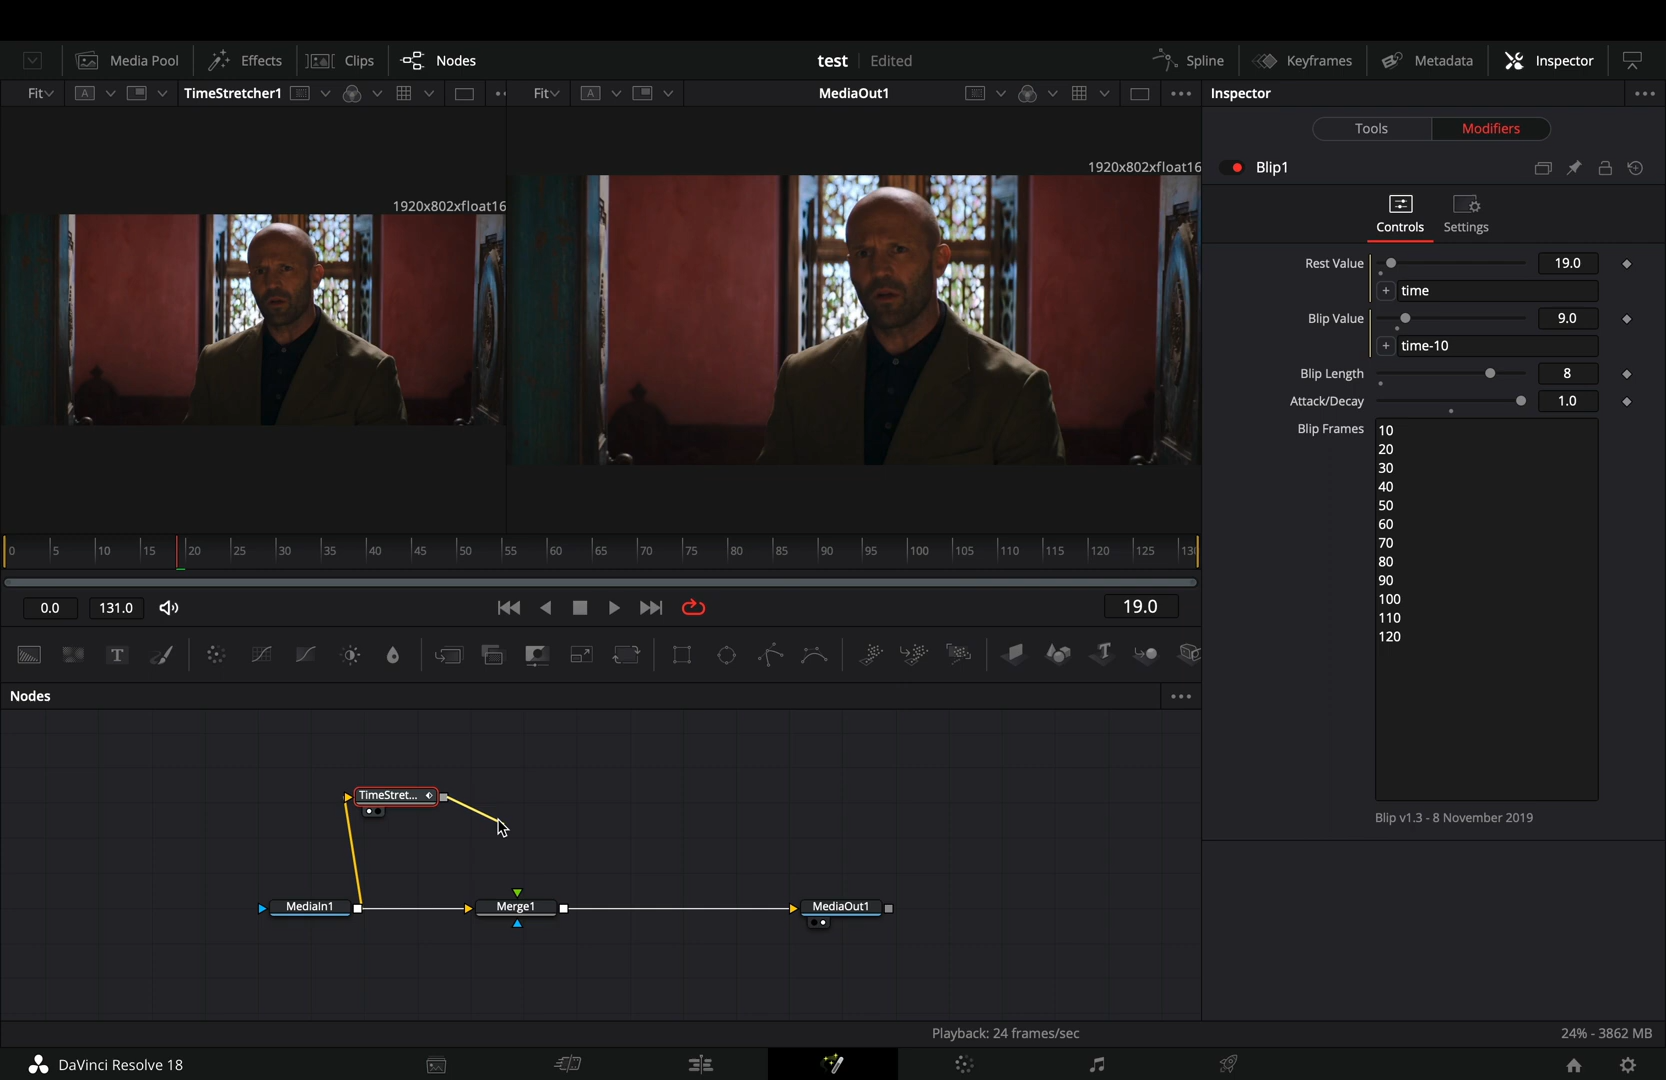 Media Pool Effects Clips Nodes test Edited Spline Keyframes Metadata Inspector
Fit A TimeStretcher1 Fit A MediaOut1 Inspector
Tools Modifiers
1920x802xfloat16 Blip1
1920x802xfloat16
Controls Settings
Rest Value 19.0
+ time
Blip Value 9.0
+ time-10
Blip Length 8
Attack/Decay 1.0
Blip Frames 10
20
30
40
50
60
70
80
90
100
110
120
0 5 10 15 20 25 30 35 40 45 50 55 60 65 70 75 80 85 90 95 100 105 110 115 120 125
0.0 131.0 19.0
T T
Nodes
TimeStret...
Blip v1.3 - 8 November 2019
MediaIn1 Merge1 MediaOut1
Playback: 24 frames/sec 24% - 3862 MB
DaVinci Resolve 18